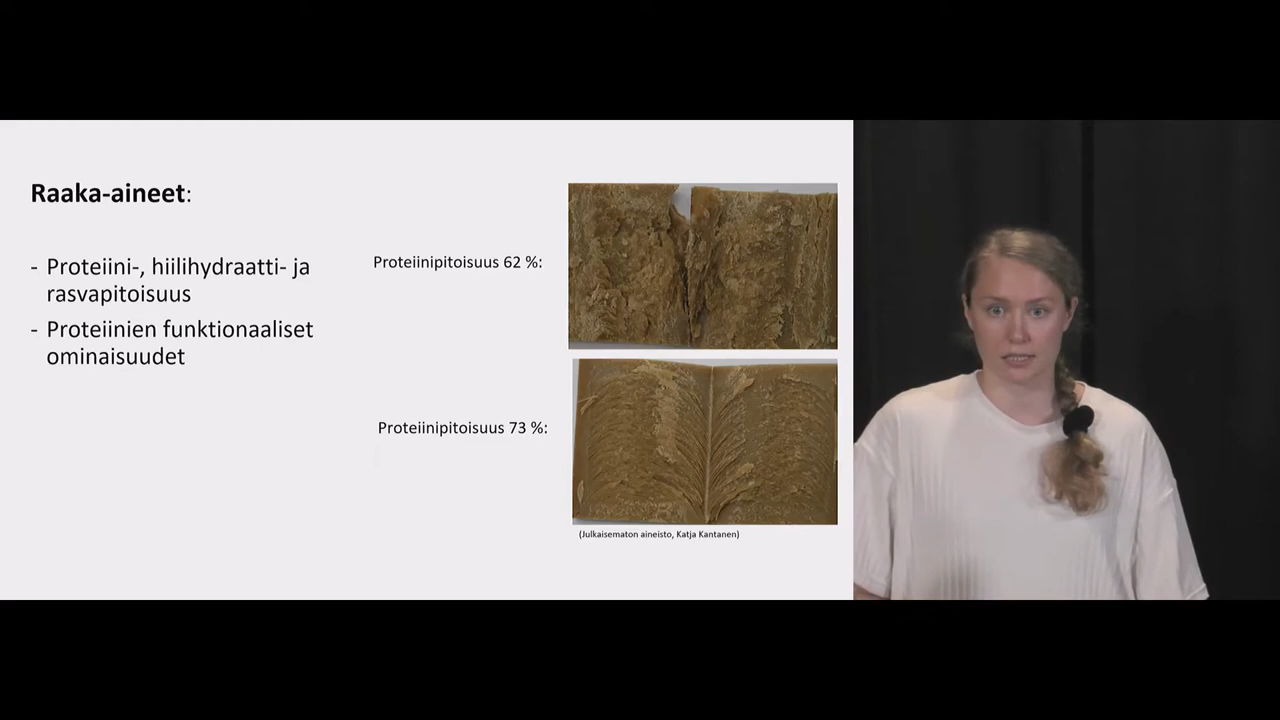 Raaka-aineet:
- Proteiini-, hiilihydraatti- ja
rasvapitoisuus
- Proteiinien funktionaaliset
ominaisuudet
Proteiinipitoisuus 62 %:
Proteiinipitoisuus 73 %:
(Julkaisematon aineisto, Katja Kantanen)